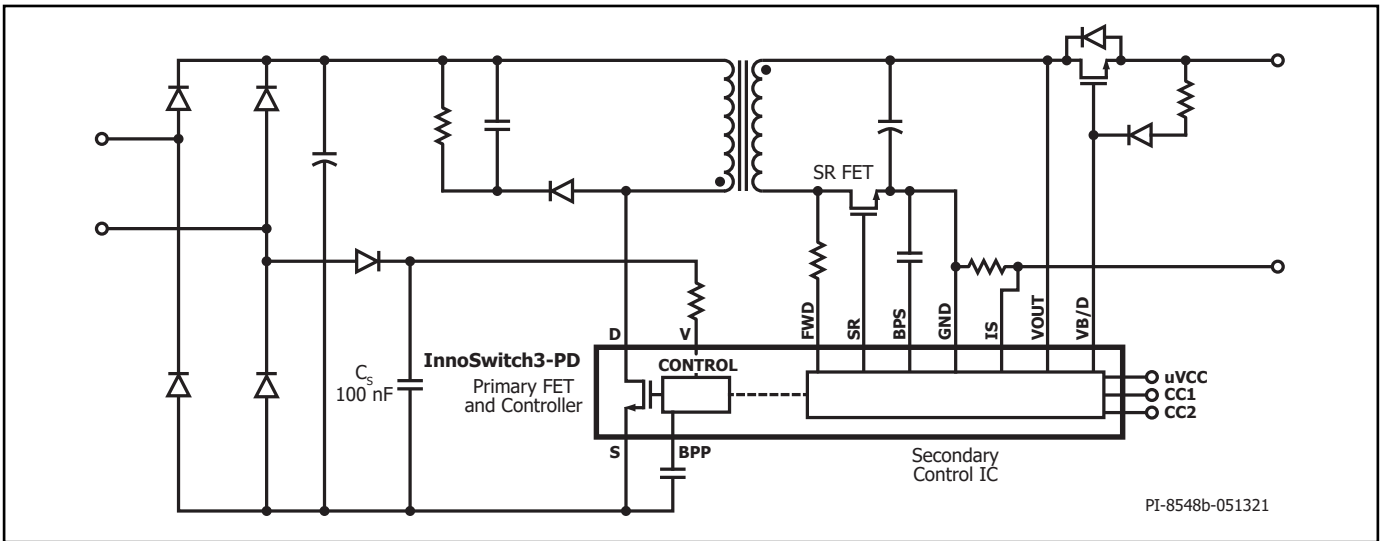 SR FET
FWD
SR
BPS
GND
IS
VOUT
VB/D
D
V
InnoSwitch3-PD
Primary FET
and Controller
CONTROL
C_S
100 nF
uVCC
CC1
CC2
S
BPP
Secondary
Control IC
PI-8548b-051321